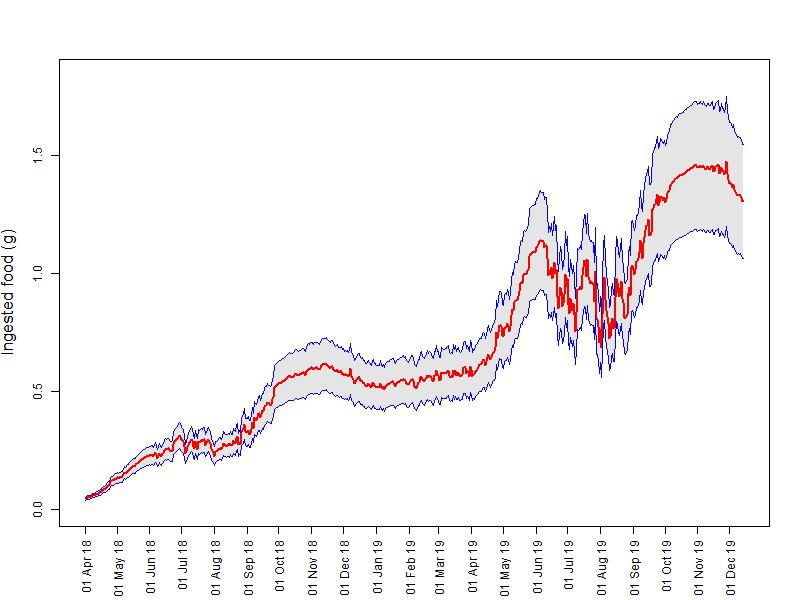 Ingested food (g)
1.5
1.0
0.5
0.0
01 Apr 18
01 May 18
01 Jun 18
01 Jul 18
01 Aug 18
01 Sep 18
01 Oct 18
01 Nov 18
01 Dec 18
01 Jan 19
01 Feb 19
01 Mar 19
01 Apr 19
01 May 19
01 Jun 19
01 Jul 19
01 Aug 19
01 Sep 19
01 Oct 19
01 Nov 19
01 Dec 19